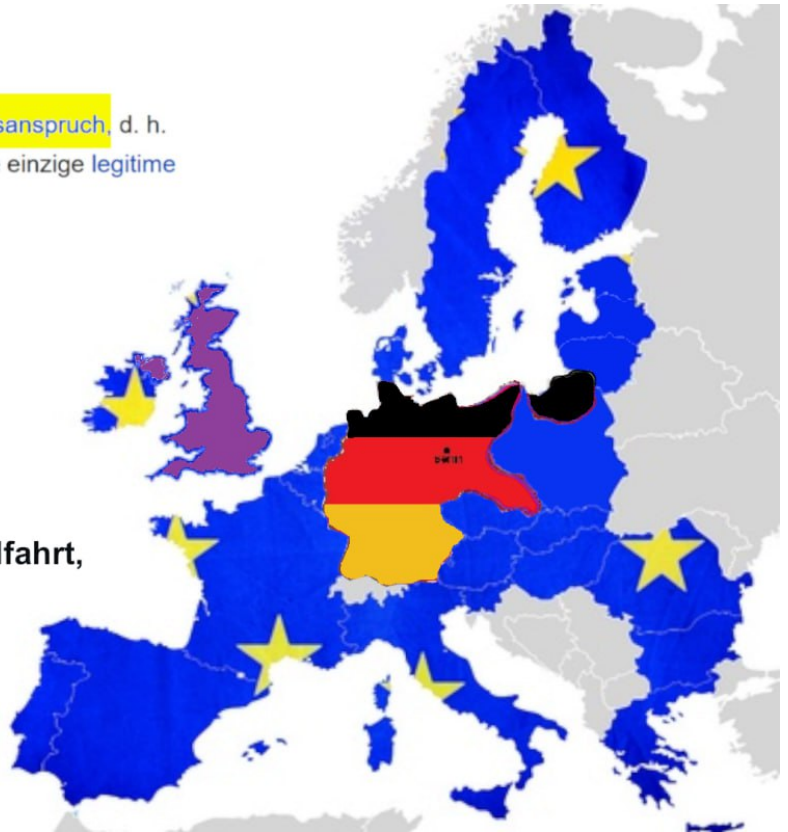 sanspruch, d. h.
einzige legitime
lfahrt,